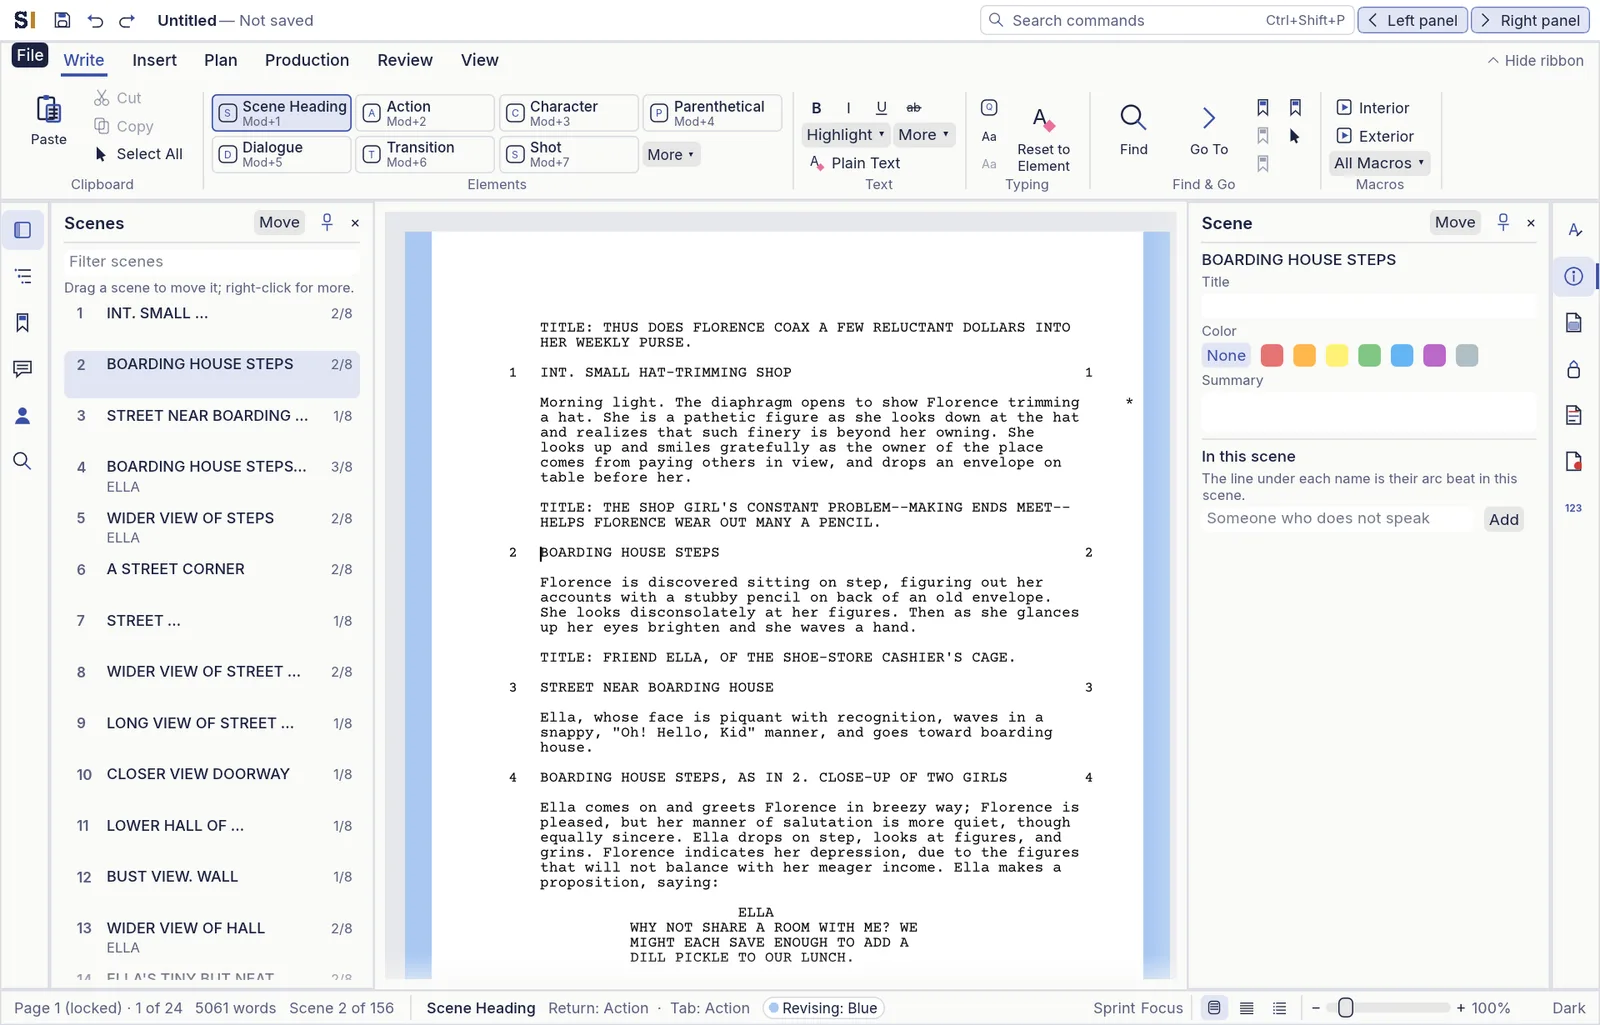 SI Untitled — Not saved Search commands Ctrl+Shift+P Left panel Right panel
File Write Insert Plan Production Review View Hide ribbon
Paste
Cut
Copy
Select All
Clipboard
S Scene Heading Mod+1
A Action Mod+2
C Character Mod+3
P Parenthetical Mod+4
D Dialogue Mod+5
T Transition Mod+6
S Shot Mod+7
More
Elements
B I U ab
Highlight More
A Plain Text
Text
Q
Aa
Aa
A Reset to Element
Typing
Find
Go To
Find & Go
Interior
Exterior
All Macros
Macros
Scenes Move ×
Filter scenes
Drag a scene to move it; right-click for more.
1 INT. SMALL ... 2/8
2 BOARDING HOUSE STEPS 2/8
3 STREET NEAR BOARDING ... 1/8
4 BOARDING HOUSE STEPS... 3/8
ELLA
5 WIDER VIEW OF STEPS 2/8
ELLA
6 A STREET CORNER 2/8
7 STREET ... 1/8
8 WIDER VIEW OF STREET ... 2/8
9 LONG VIEW OF STREET ... 1/8
10 CLOSER VIEW DOORWAY 1/8
11 LOWER HALL OF ... 1/8
12 BUST VIEW. WALL 1/8
13 WIDER VIEW OF HALL 2/8
ELLA
14 ELLA'S TINY BUT NEAT 2/8
TITLE: THUS DOES FLORENCE COAX A FEW RELUCTANT DOLLARS INTO
HER WEEKLY PURSE.
1 INT. SMALL HAT-TRIMMING SHOP 1
Morning light. The diaphragm opens to show Florence trimming *
a hat. She is a pathetic figure as she looks down at the hat
and realizes that such finery is beyond her owning. She
looks up and smiles gratefully as the owner of the place
comes from paying others in view, and drops an envelope on
table before her.
TITLE: THE SHOP GIRL'S CONSTANT PROBLEM--MAKING ENDS MEET--
HELPS FLORENCE WEAR OUT MANY A PENCIL.
2 BOARDING HOUSE STEPS 2
Florence is discovered sitting on step, figuring out her
accounts with a stubby pencil on back of an old envelope.
She looks disconsolately at her figures. Then as she glances
up her eyes brighten and she waves a hand.
TITLE: FRIEND ELLA, OF THE SHOE-STORE CASHIER'S CAGE.
3 STREET NEAR BOARDING HOUSE 3
Ella, whose face is piquant with recognition, waves in a
snappy, "Oh! Hello, Kid" manner, and goes toward boarding
house.
4 BOARDING HOUSE STEPS, AS IN 2. CLOSE-UP OF TWO GIRLS 4
Ella comes on and greets Florence in breezy way; Florence is
pleased, but her manner of salutation is more quiet, though
equally sincere. Ella drops on step, looks at figures, and
grins. Florence indicates her depression, due to the figures
that will not balance with her meager income. Ella makes a
proposition, saying:
ELLA
WHY NOT SHARE A ROOM WITH ME? WE
MIGHT EACH SAVE ENOUGH TO ADD A
DILL PICKLE TO OUR LUNCH.
Scene Move ×
BOARDING HOUSE STEPS
Title
Color
None
Summary
In this scene
The line under each name is their arc beat in this
scene.
Someone who does not speak Add
123
Page 1 (locked) · 1 of 24 5061 words Scene 2 of 156 Scene Heading Return: Action · Tab: Action Revising: Blue Sprint Focus − + 100% Dark